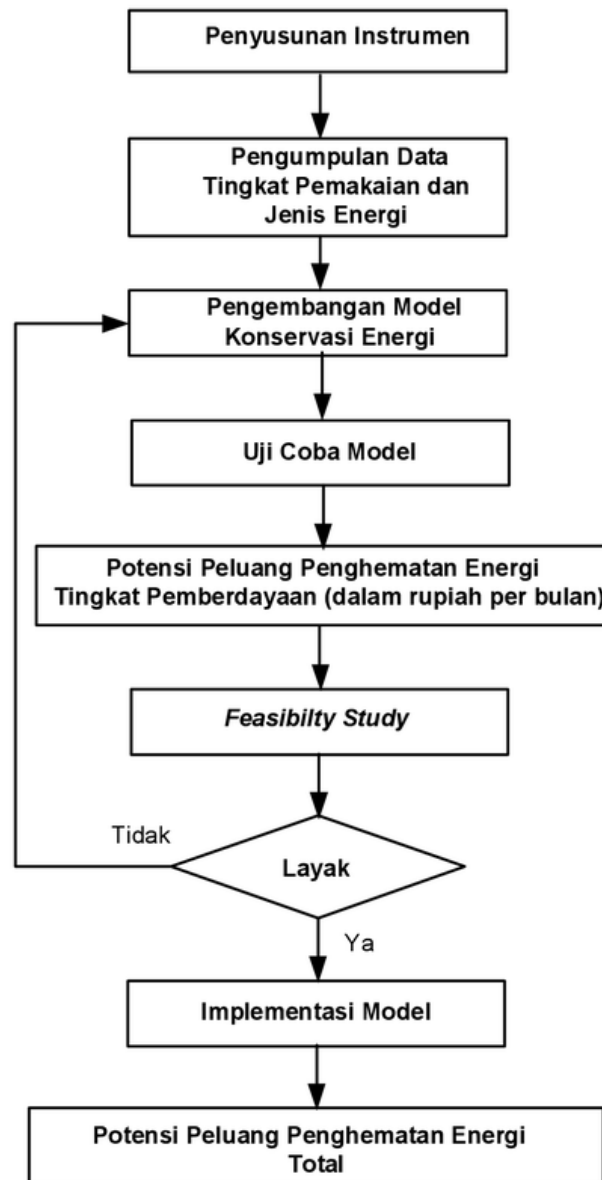 Penyusunan Instrumen
Pengumpulan Data
Tingkat Pemakaian dan
Jenis Energi
Pengembangan Model
Konservasi Energi
Uji Coba Model
Potensi Peluang Penghematan Energi
Tingkat Pemberdayaan (dalam rupiah per bulan)
Feasibilty Study
Tidak
Layak
Ya
Implementasi Model
Potensi Peluang Penghematan Energi
Total